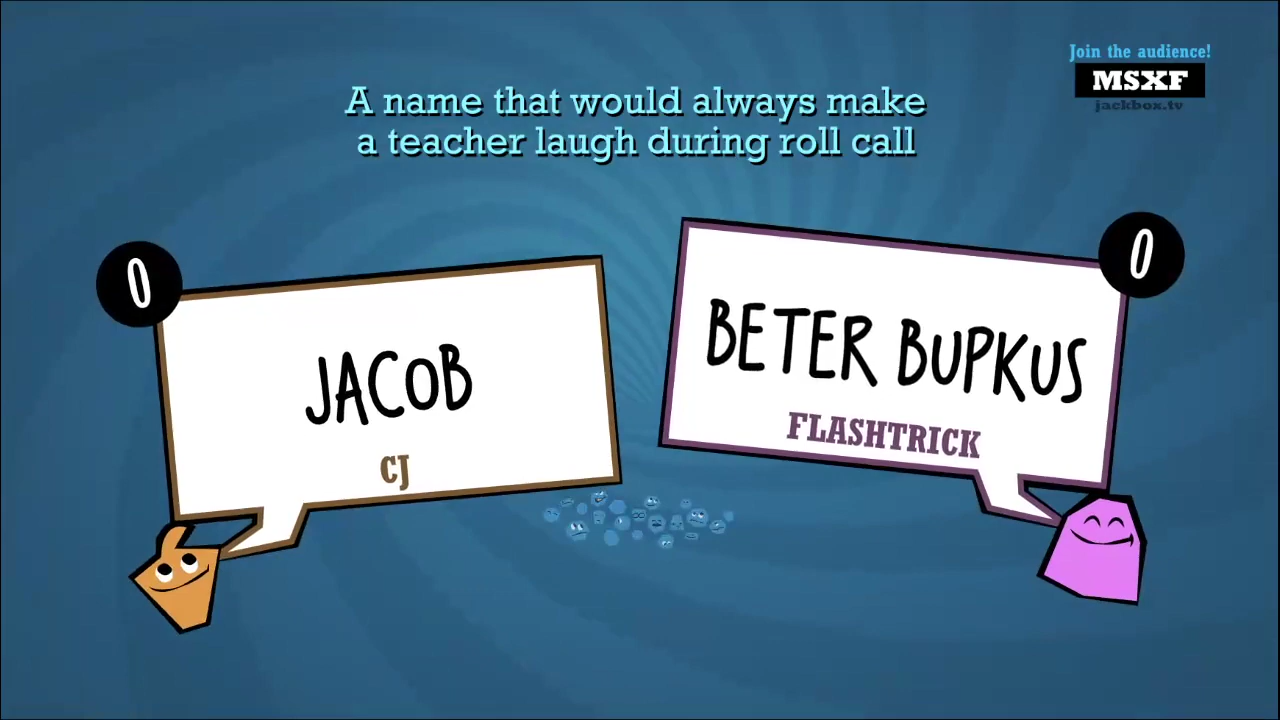 Join the audience!
MSXF
jackbox.tv
A name that would always make
a teacher laugh during roll call
0
JACOB
CJ
0
BETER BUPKUS
FLASHTRICK